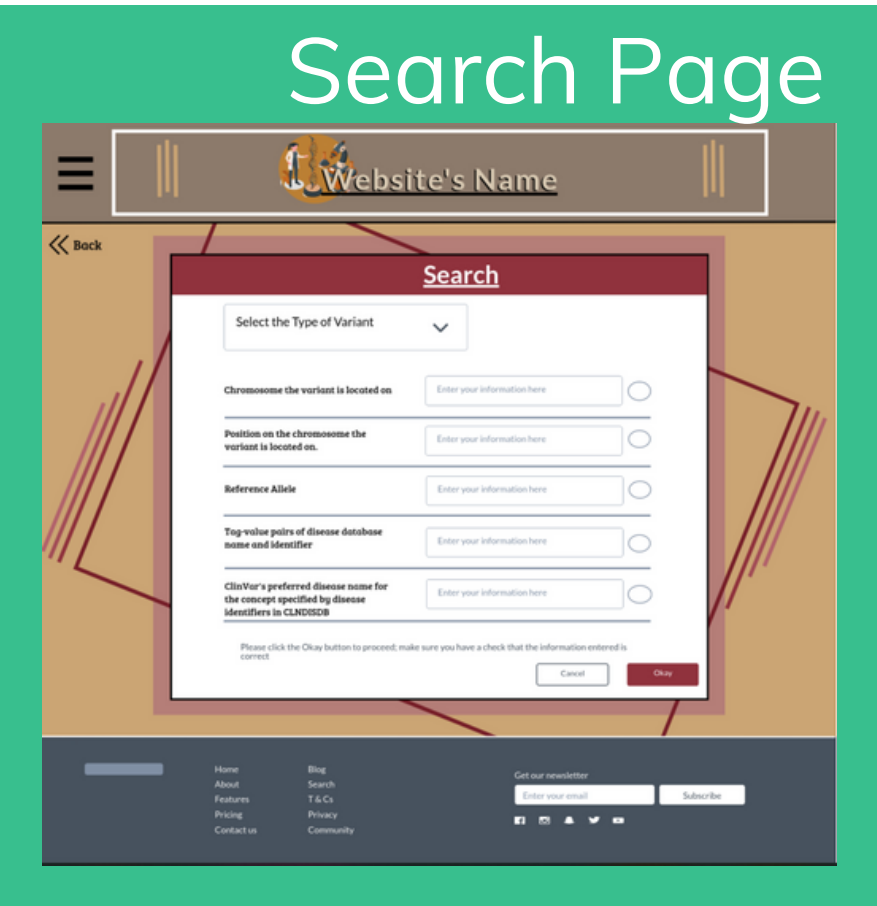 Search Page
Website's Name
Back
Search
Select the Type of Variant
Chromosome the variant is located on
Enter your information here
Position on the chromosome the
variant is located on.
Enter your information here
Reference Allele
Enter your information here
Tag-value pairs of disease database
name and identifier
Enter your information here
ClinVar's preferred disease name for
the concept specified by disease
identifiers in CLNDISDB
Enter your information here
Please click the Okay button to proceed; make sure you have a check that the information entered is
correct
Cancel
Okay
Home
About
Features
Pricing
Contact us
Blog
Search
T & Cs
Privacy
Community
Get our newsletter
Enter your email
Subscribe